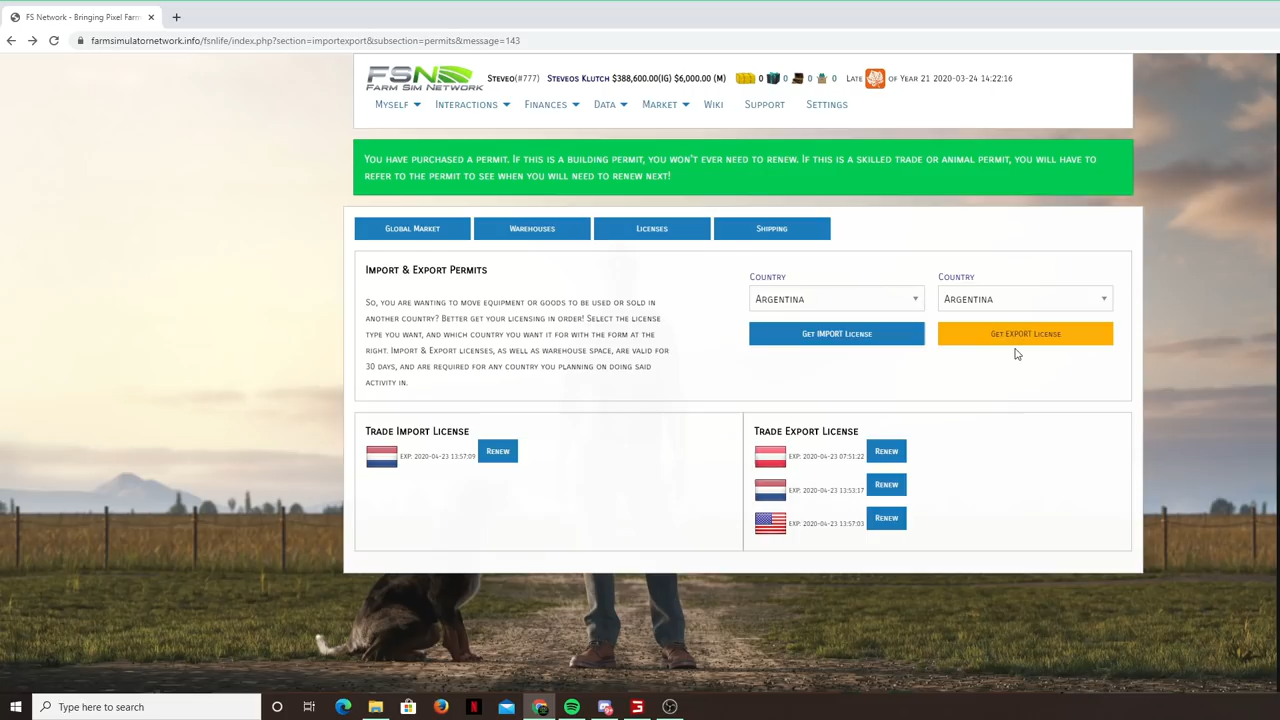 FS Network - Bringing Pixel Farm
farmsimulatornetwork.info/fsnlife/index.php?section=importexport&subsection=permits&message=143
FSN
FARM SIM NETWORK
STEVEO(#777) STEVEOS KLUTCH $388,600.00(IG) $6,000.00 (M) 0 0 0 0 LATE OF YEAR 21 2020-03-24 14:22:16
MYSELF INTERACTIONS FINANCES DATA MARKET WIKI SUPPORT SETTINGS
YOU HAVE PURCHASED A PERMIT. IF THIS IS A BUILDING PERMIT, YOU WON'T EVER NEED TO RENEW. IF THIS IS A SKILLED TRADE OR ANIMAL PERMIT, YOU WILL HAVE TO
REFER TO THE PERMIT TO SEE WHEN YOU WILL NEED TO RENEW NEXT!
GLOBAL MARKET WAREHOUSES LICENSES SHIPPING
IMPORT & EXPORT PERMITS
SO, YOU ARE WANTING TO MOVE EQUIPMENT OR GOODS TO BE USED OR SOLD IN
ANOTHER COUNTRY? BETTER GET YOUR LICENSING IN ORDER! SELECT THE LICENSE
TYPE YOU WANT, AND WHICH COUNTRY YOU WANT IT FOR WITH THE FORM AT THE
RIGHT. IMPORT & EXPORT LICENSES, AS WELL AS WAREHOUSE SPACE, ARE VALID FOR
30 DAYS, AND ARE REQUIRED FOR ANY COUNTRY YOU PLANNING ON DOING SAID
ACTIVITY IN.
COUNTRY COUNTRY
ARGENTINA ARGENTINA
GET IMPORT LICENSE GET EXPORT LICENSE
TRADE IMPORT LICENSE
EXP: 2020-04-23 13:57:09 RENEW
TRADE EXPORT LICENSE
EXP: 2020-04-23 07:51:22 RENEW
EXP: 2020-04-23 13:53:17 RENEW
EXP: 2020-04-23 13:57:03 RENEW
Type here to search